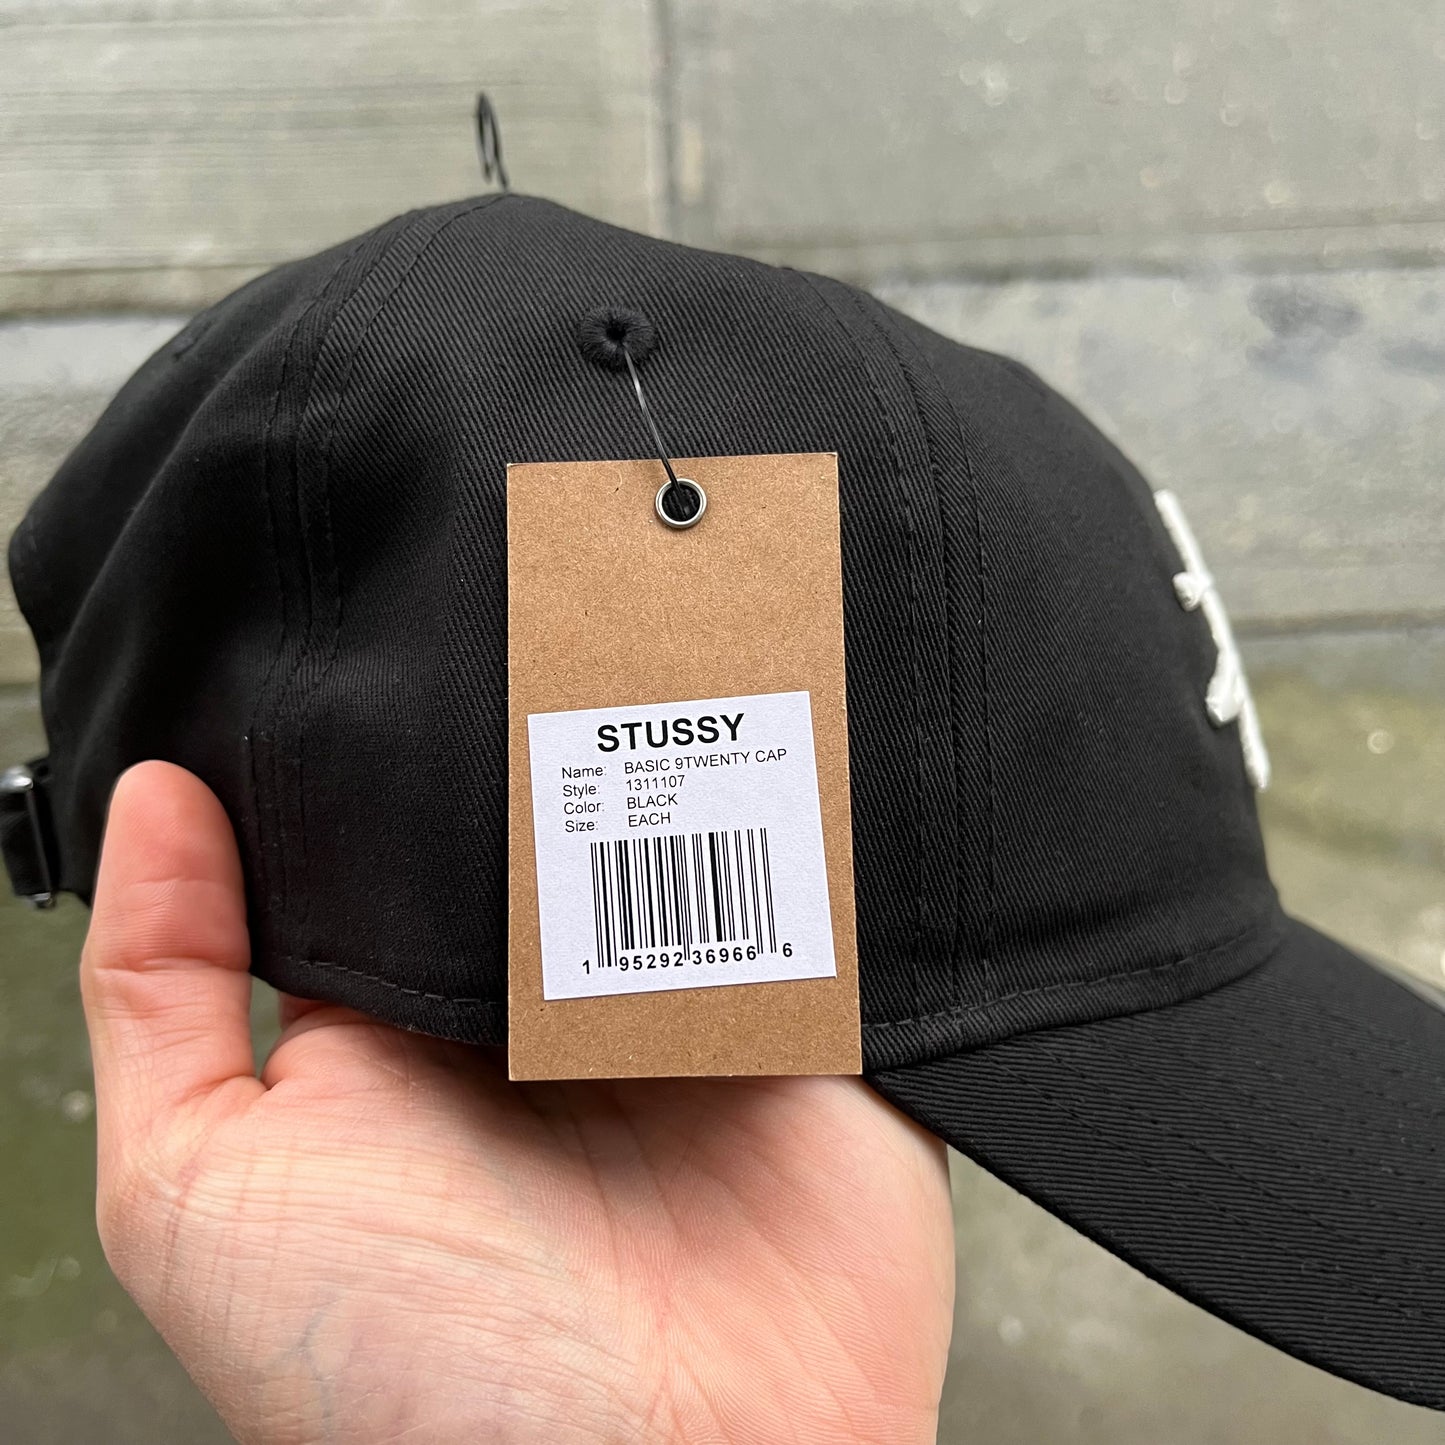 STUSSY
Name: BASIC 9TWENTY CAP
Style: 1311107
Color: BLACK
Size: EACH
1 95292 36966 6